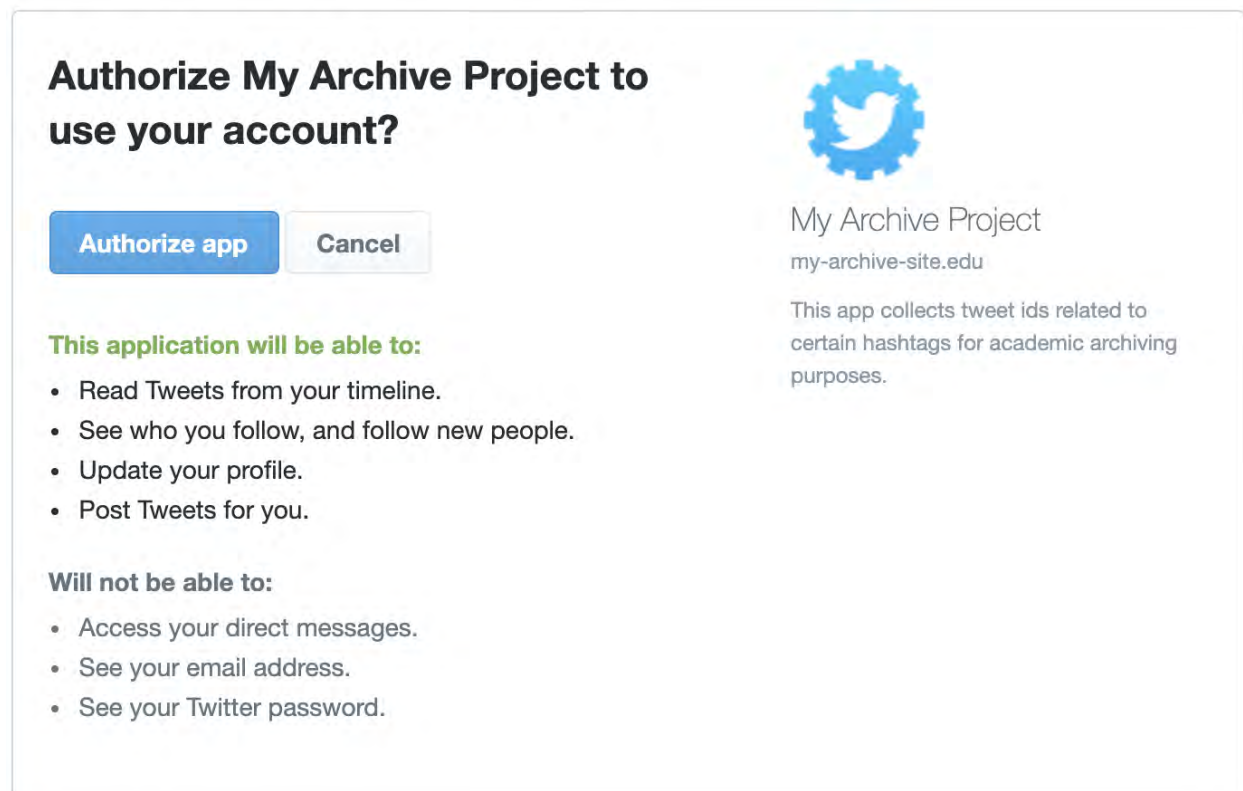 Authorize My Archive Project to
use your account?
Authorize app
Cancel
This application will be able to:
• Read Tweets from your timeline.
• See who you follow, and follow new people.
• Update your profile.
• Post Tweets for you.
Will not be able to:
• Access your direct messages.
• See your email address.
• See your Twitter password.
My Archive Project
my-archive-site.edu
This app collects tweet ids related to
certain hashtags for academic archiving
purposes.